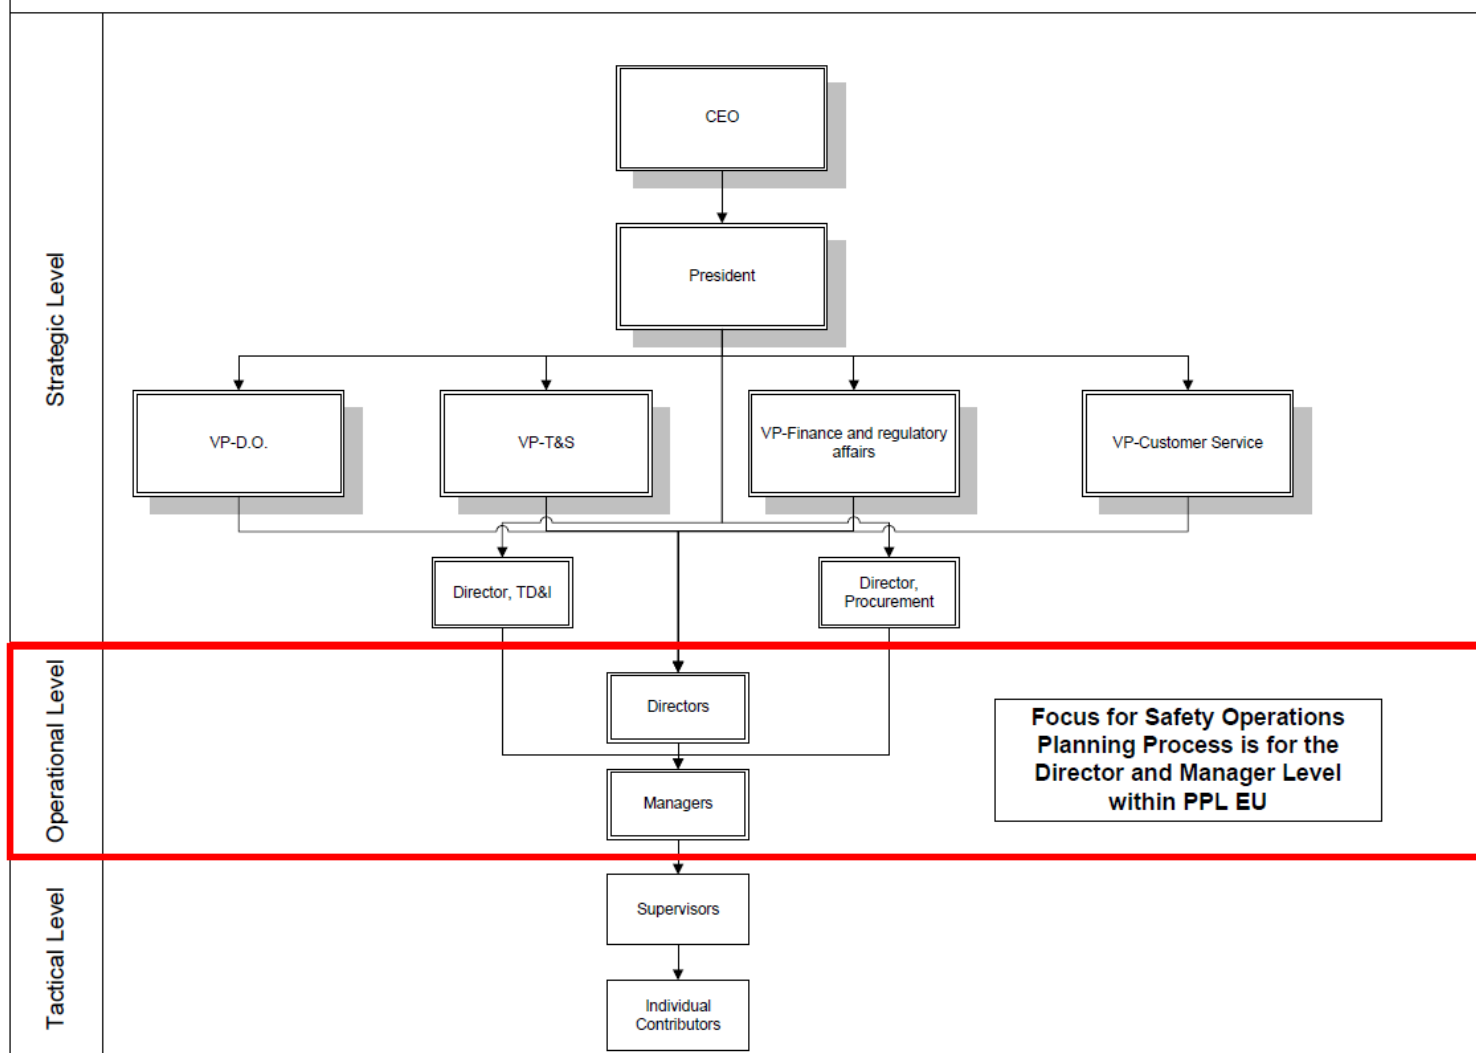 CEO
Strategic Level
President
VP-D.O.
VP-T&S
VP-Finance and regulatory
affairs
VP-Customer Service
Director, TD&I
Director,
Procurement
Operational Level
Directors
Managers
Focus for Safety Operations
Planning Process is for the
Director and Manager Level
within PPL EU
Tactical Level
Supervisors
Individual
Contributors